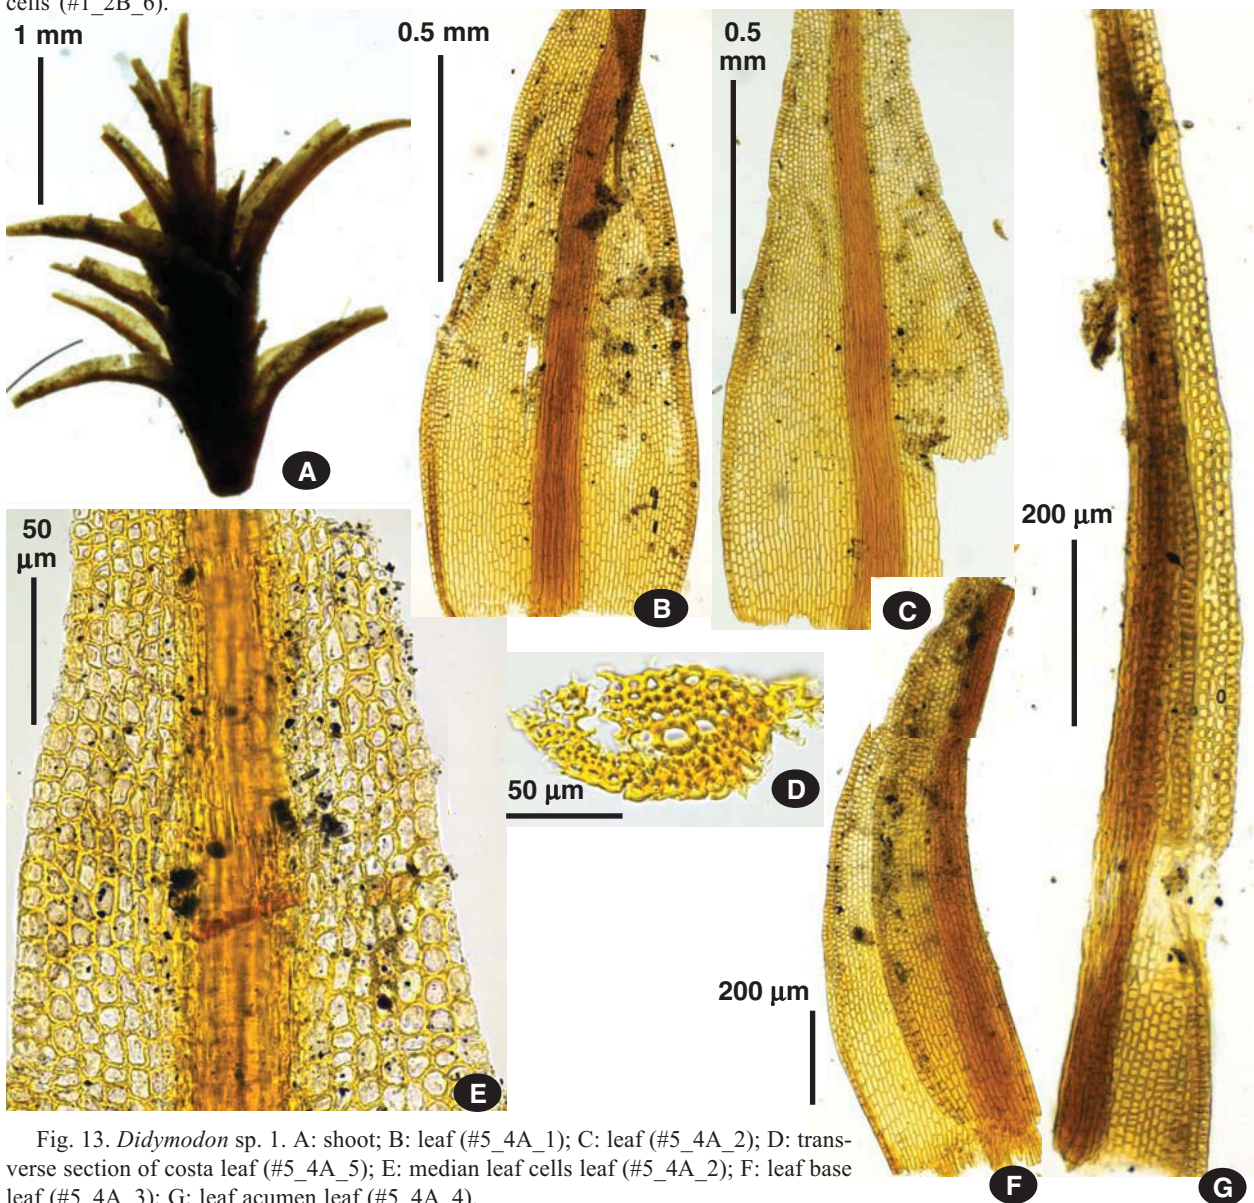 cells (#1_2B_6).
1 mm
0.5 mm
0.5
mm
A
B
C
50
µm
200 µm
50 µm
D
200 µm
E
F
G
Fig. 13. Didymodon sp. 1. A: shoot; B: leaf (#5_4A_1); C: leaf (#5_4A_2); D: trans-
verse section of costa leaf (#5_4A_5); E: median leaf cells leaf (#5_4A_2); F: leaf base
leaf (#5_4A_3); G: leaf acumen leaf (#5_4A_4).